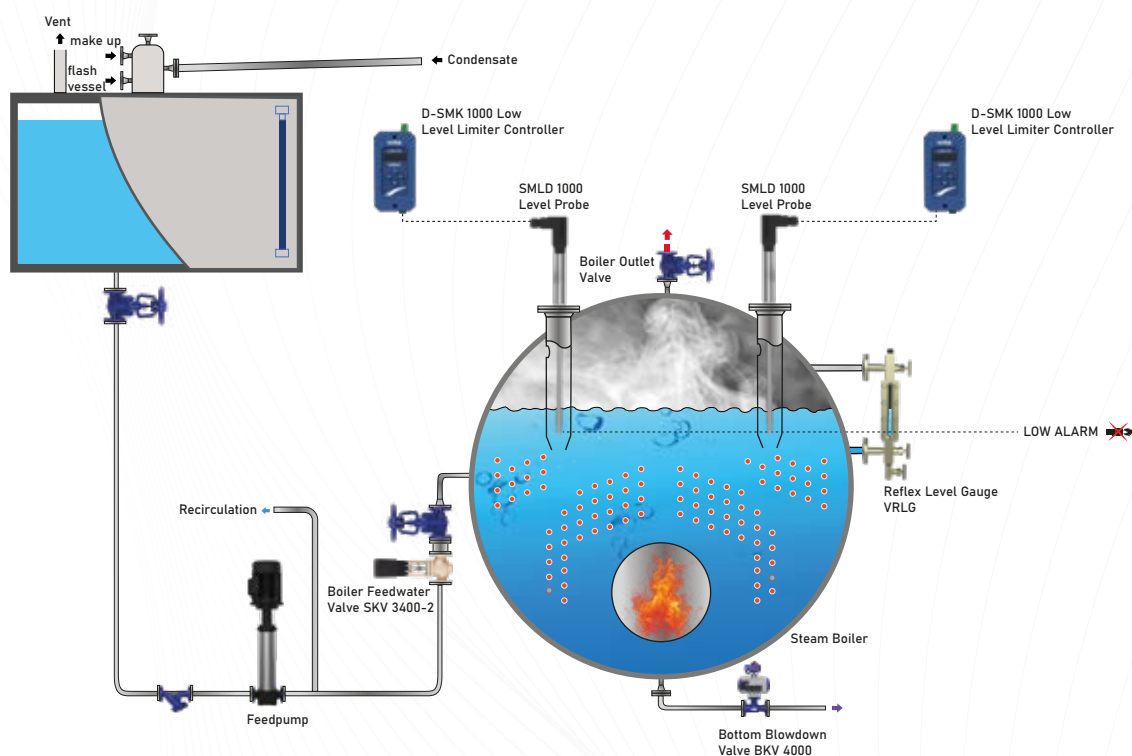 Vent
make up
flash
vessel
Condensate
D-SMK 1000 Low
Level Limiter Controller
D-SMK 1000 Low
Level Limiter Controller
SMLD 1000
Level Probe
SMLD 1000
Level Probe
Boiler Outlet
Valve
LOW ALARM
Reflex Level Gauge
VRLG
Recirculation
Boiler Feedwater
Valve SKV 3400-2
Steam Boiler
Feedpump
Bottom Blowdown
Valve BKV 4000